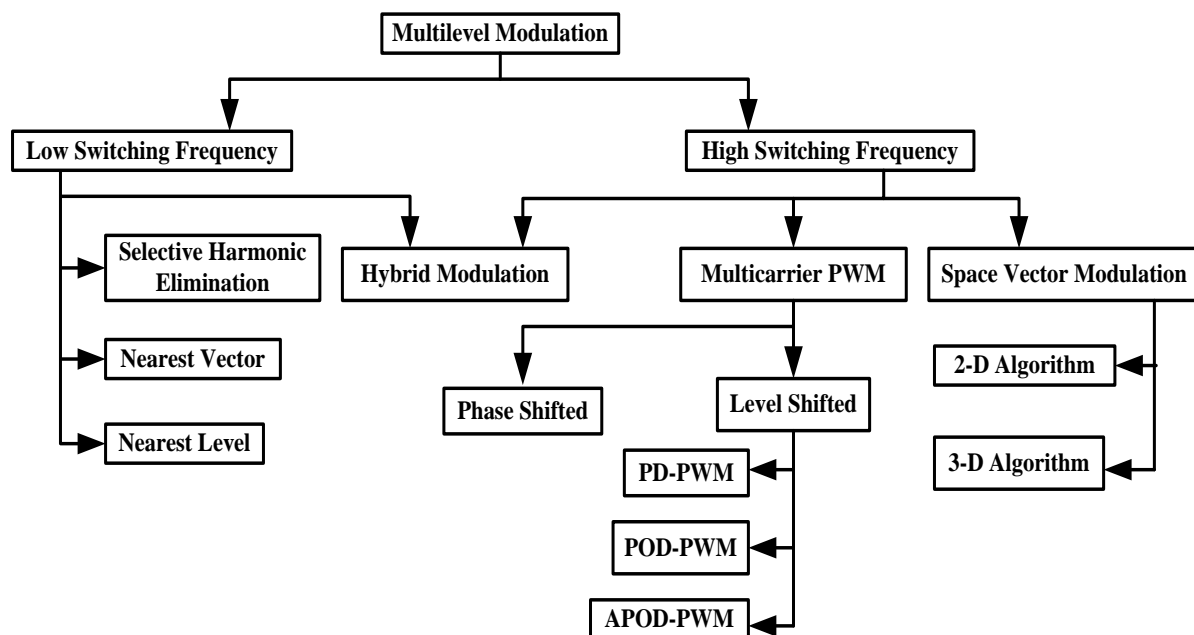 Multilevel Modulation
Low Switching Frequency
High Switching Frequency
Selective Harmonic
Elimination
Hybrid Modulation
Multicarrier PWM
Space Vector Modulation
Nearest Vector
2-D Algorithm
Phase Shifted
Level Shifted
Nearest Level
PD-PWM
3-D Algorithm
POD-PWM
APOD-PWM